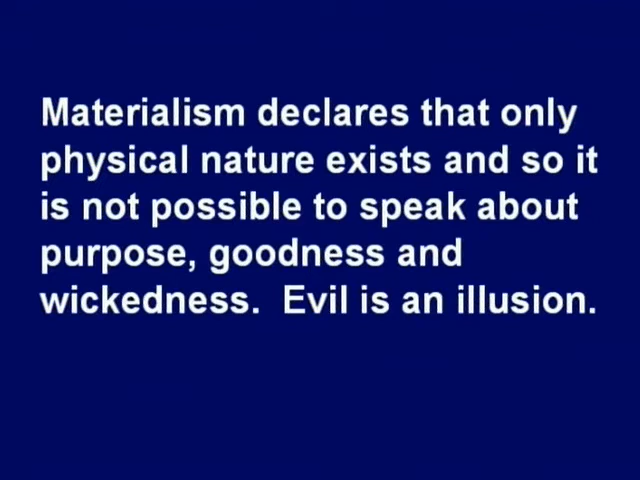 Materialism declares that only
physical nature exists and so it
is not possible to speak about
purpose, goodness and
wickedness.  Evil is an illusion.